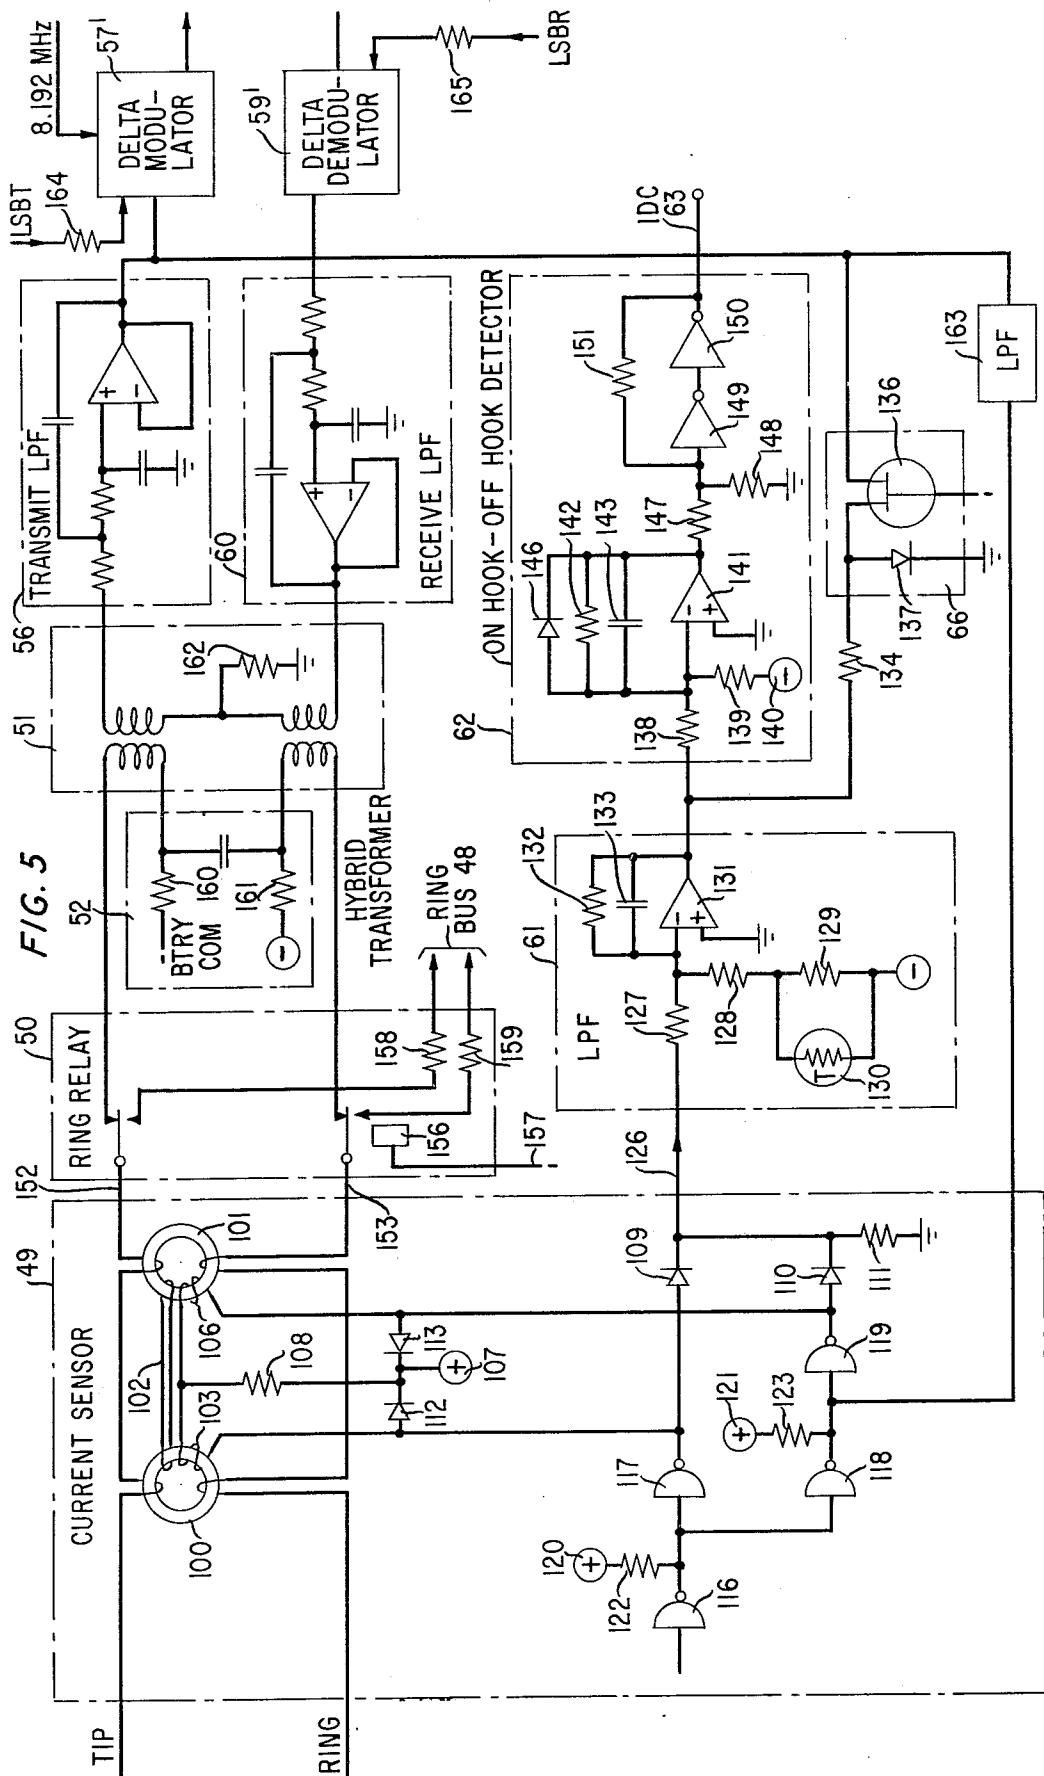 FIG. 5
TIP
RING
49
CURRENT SENSOR
100
101
102
103
106
108
107
112
113
109
110
111
116
117
118
119
120
121
122
123
126
152
153
50
RING RELAY
156
157
158
159
RING
BUS 48
52
BTRY
COM
160
161
HYBRID
TRANSFORMER
51
162
56
TRANSMIT LPF
60
RECEIVE LPF
LSBT
164
8.192 MHz
DELTA
MODU-
LATOR
57'
DELTA
DEMODU-
LATOR
59'
165
LSBR
61
LPF
127
128
129
130
T
131
132
133
134
62
ON HOOK-OFF HOOK DETECTOR
138
139
140
141
142
143
146
147
148
149
150
151
IDC
63
66
136
137
163
LPF